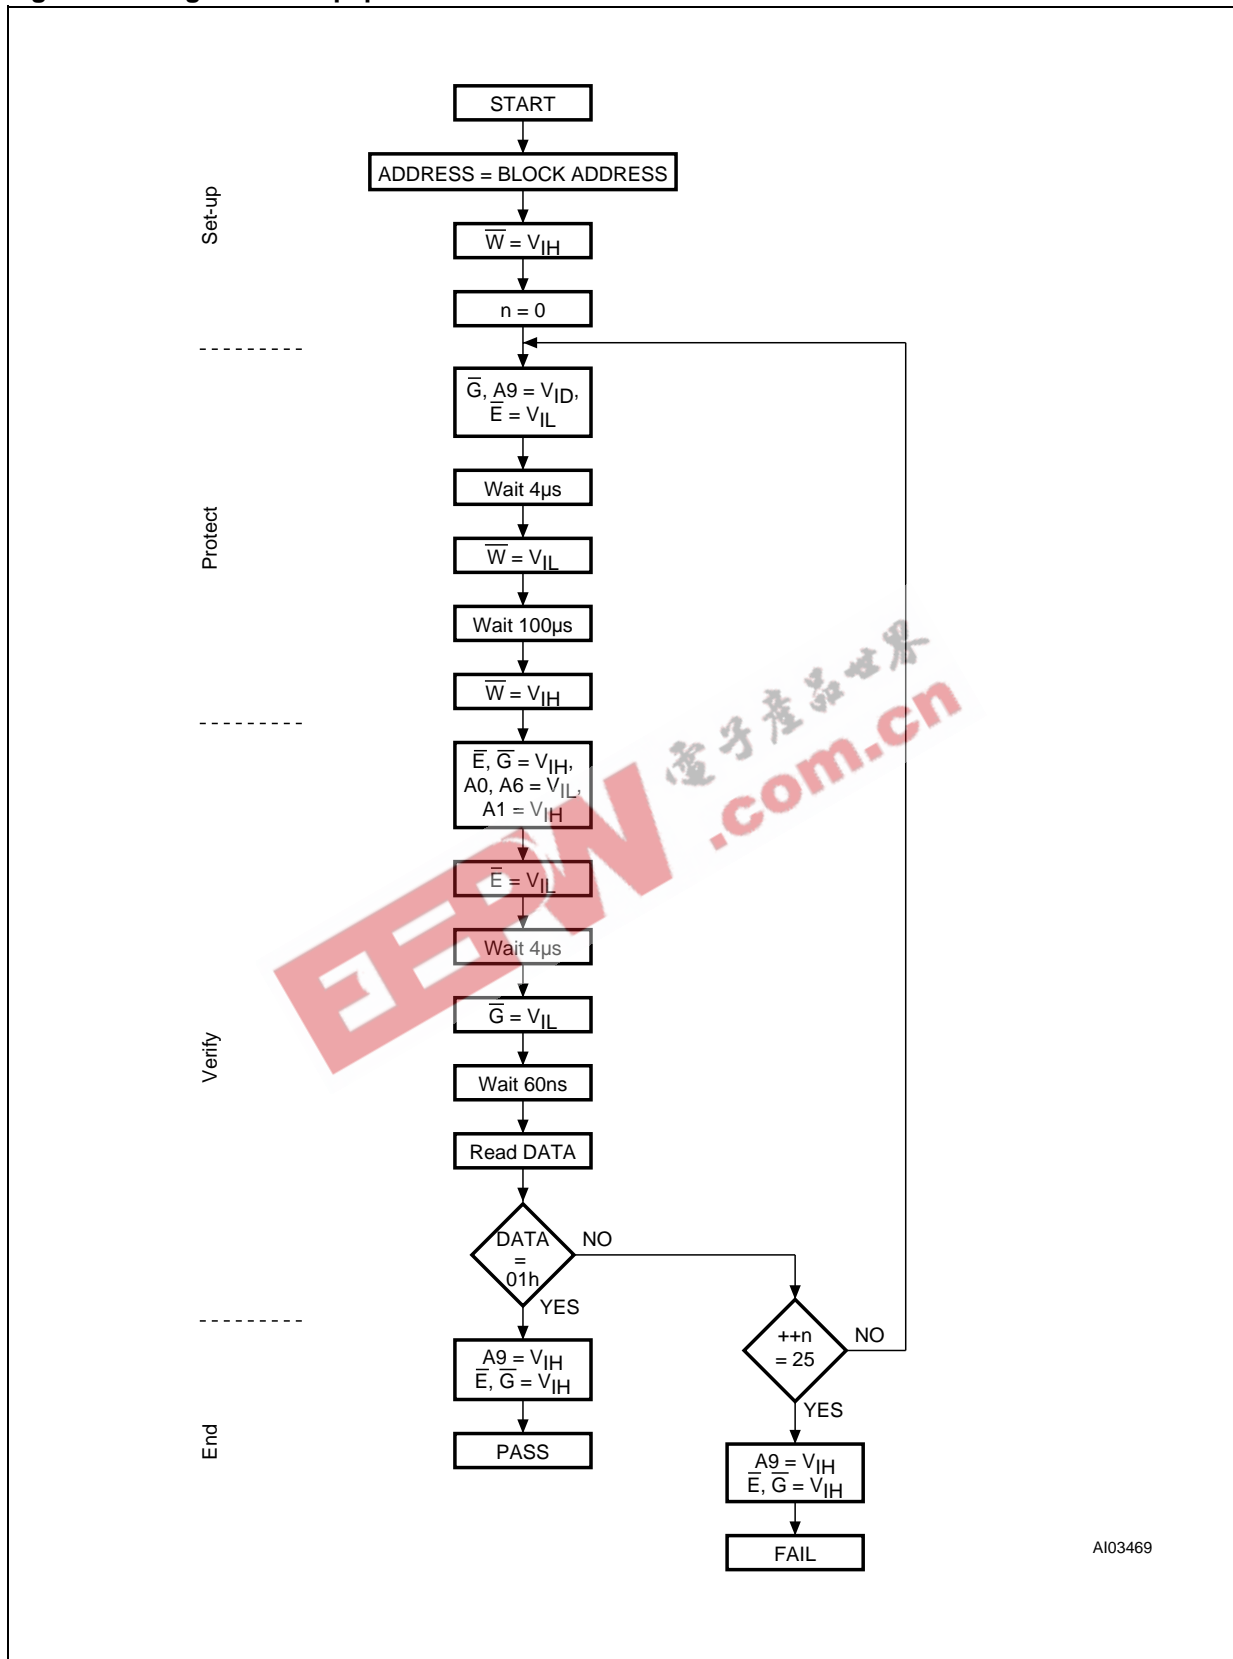 START
ADDRESS = BLOCK ADDRESS
Set-up
W̅ = VIH
n = 0
G̅, A9 = VID,
E̅ = VIL
Wait 4µs
Protect
W̅ = VIL
Wait 100µs
W̅ = VIH
E̅, G̅ = VIH,
A0, A6 = VIL,
A1 = VIH
電子產品世界
.com.cn
EEPW
E̅ = VIL
Wait 4µs
G̅ = VIL
Verify
Wait 60ns
Read DATA
DATA
=
01h
NO
YES
++n
= 25
NO
YES
A9 = VIH
E̅, G̅ = VIH
End
PASS
A9 = VIH
E̅, G̅ = VIH
FAIL
AI03469